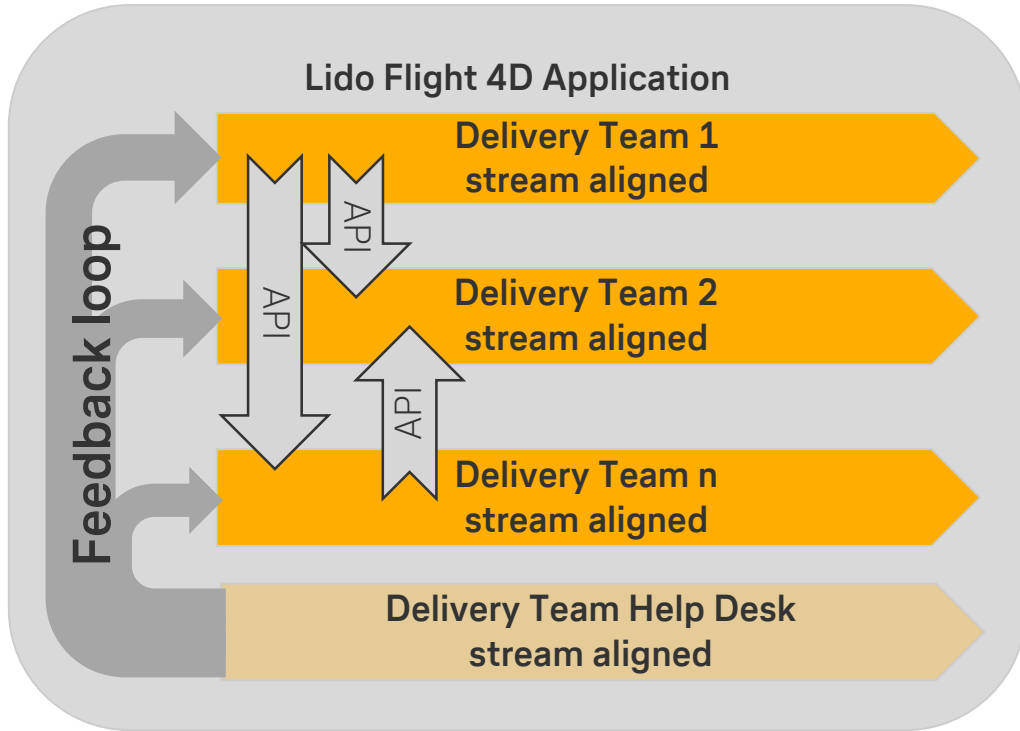 Lido Flight 4D Application
Delivery Team 1
stream aligned
API
API
Delivery Team 2
stream aligned
API
Delivery Team n
stream aligned
Delivery Team Help Desk
stream aligned
Feedback loop